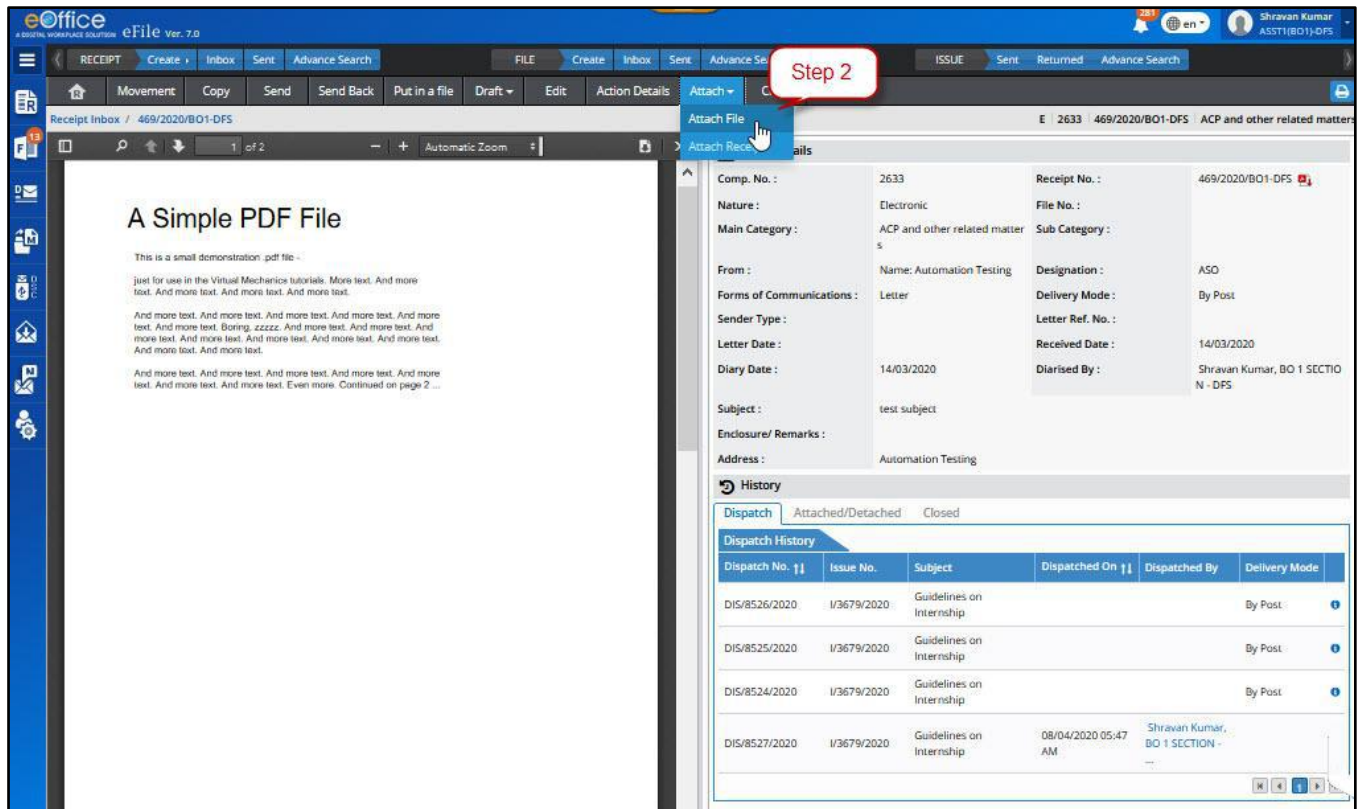 eOffice
A DIGITAL WORKPLACE SOLUTION eFile Ver. 7.0
281
en
Shravan Kumar
ASST1(BO1)-DFS
RECEIPT Create Inbox Sent Advance Search FILE Create Inbox Sent Advance Se ISSUE Sent Returned Advance Search
Step 2
Movement Copy Send Send Back Put in a file Draft Edit Action Details Attach C
Receipt Inbox / 469/2020/BO1-DFS
Attach File
E 2633 469/2020/BO1-DFS ACP and other related matters
13
1 of 2 Automatic Zoom
Attach Rece
ails
A Simple PDF File
This is a small demonstration .pdf file -
just for use in the Virtual Mechanics tutorials. More text. And more
text. And more text. And more text. And more text.
And more text. And more text. And more text. And more text. And more
text. And more text. Boring, zzzzz. And more text. And more text. And
more text. And more text. And more text. And more text. And more text.
And more text. And more text.
And more text. And more text. And more text. And more text. And more
text. And more text. And more text. Even more. Continued on page 2 ...
Comp. No. : 2633 Receipt No. : 469/2020/BO1-DFS
Nature : Electronic File No. :
Main Category : ACP and other related matter Sub Category :
s
From : Name: Automation Testing Designation : ASO
Forms of Communications : Letter Delivery Mode : By Post
Sender Type : Letter Ref. No. :
Letter Date : Received Date : 14/03/2020
Diary Date : 14/03/2020 Diarised By : Shravan Kumar, BO 1 SECTIO
N - DFS
Subject : test subject
Enclosure/ Remarks :
Address : Automation Testing
History
Dispatch Attached/Detached Closed
Dispatch History
Dispatch No. Issue No. Subject Dispatched On Dispatched By Delivery Mode
DIS/8526/2020 I/3679/2020 Guidelines on By Post
Internship
DIS/8525/2020 I/3679/2020 Guidelines on By Post
Internship
DIS/8524/2020 I/3679/2020 Guidelines on By Post
Internship
DIS/8527/2020 I/3679/2020 Guidelines on 08/04/2020 05:47 Shravan Kumar,
Internship AM BO 1 SECTION -
...
1